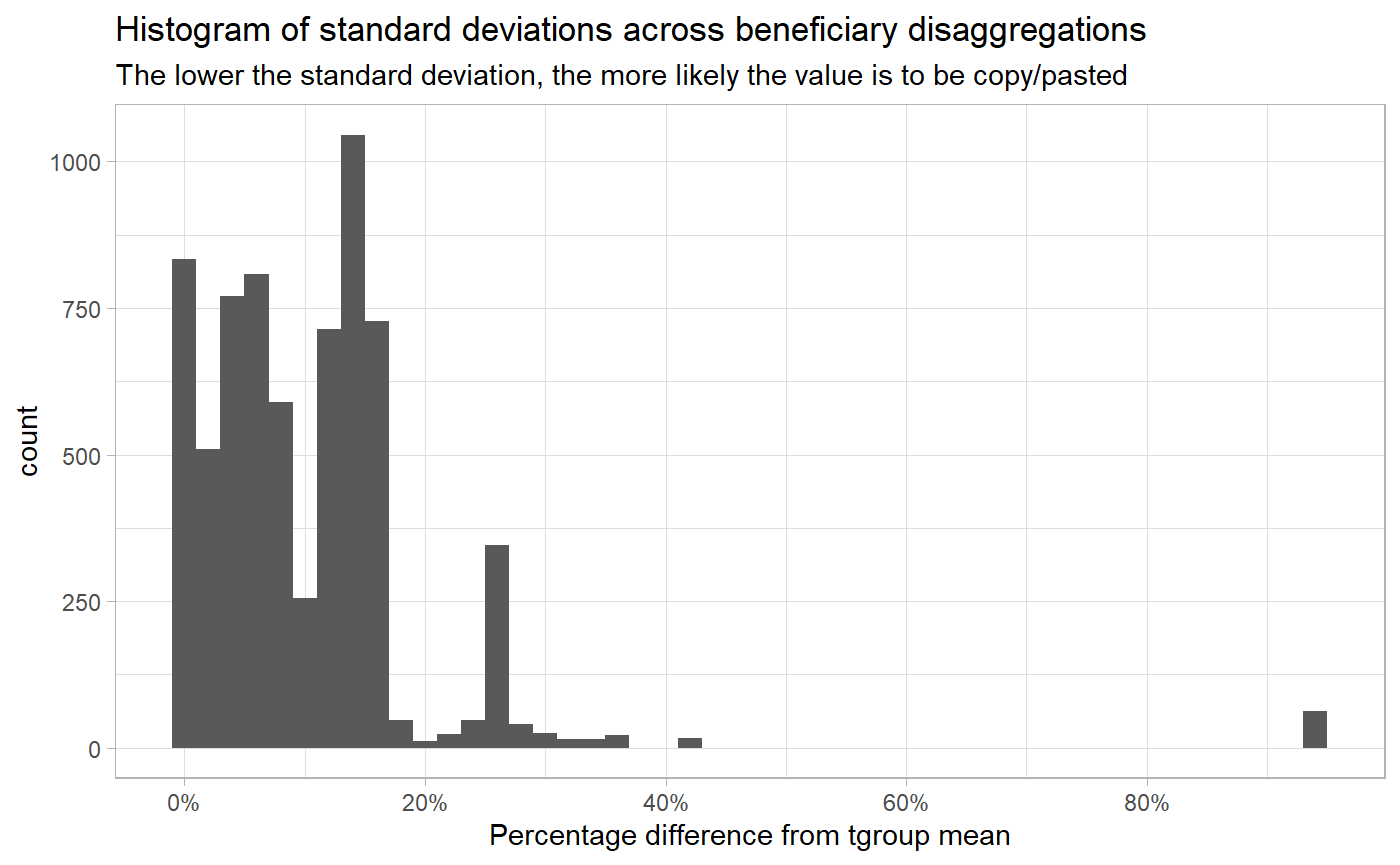 Histogram of standard deviations across beneficiary disaggregations
The lower the standard deviation, the more likely the value is to be copy/pasted
1000
750
500
250
0
count
0% 20% 40% 60% 80%
Percentage difference from tgroup mean